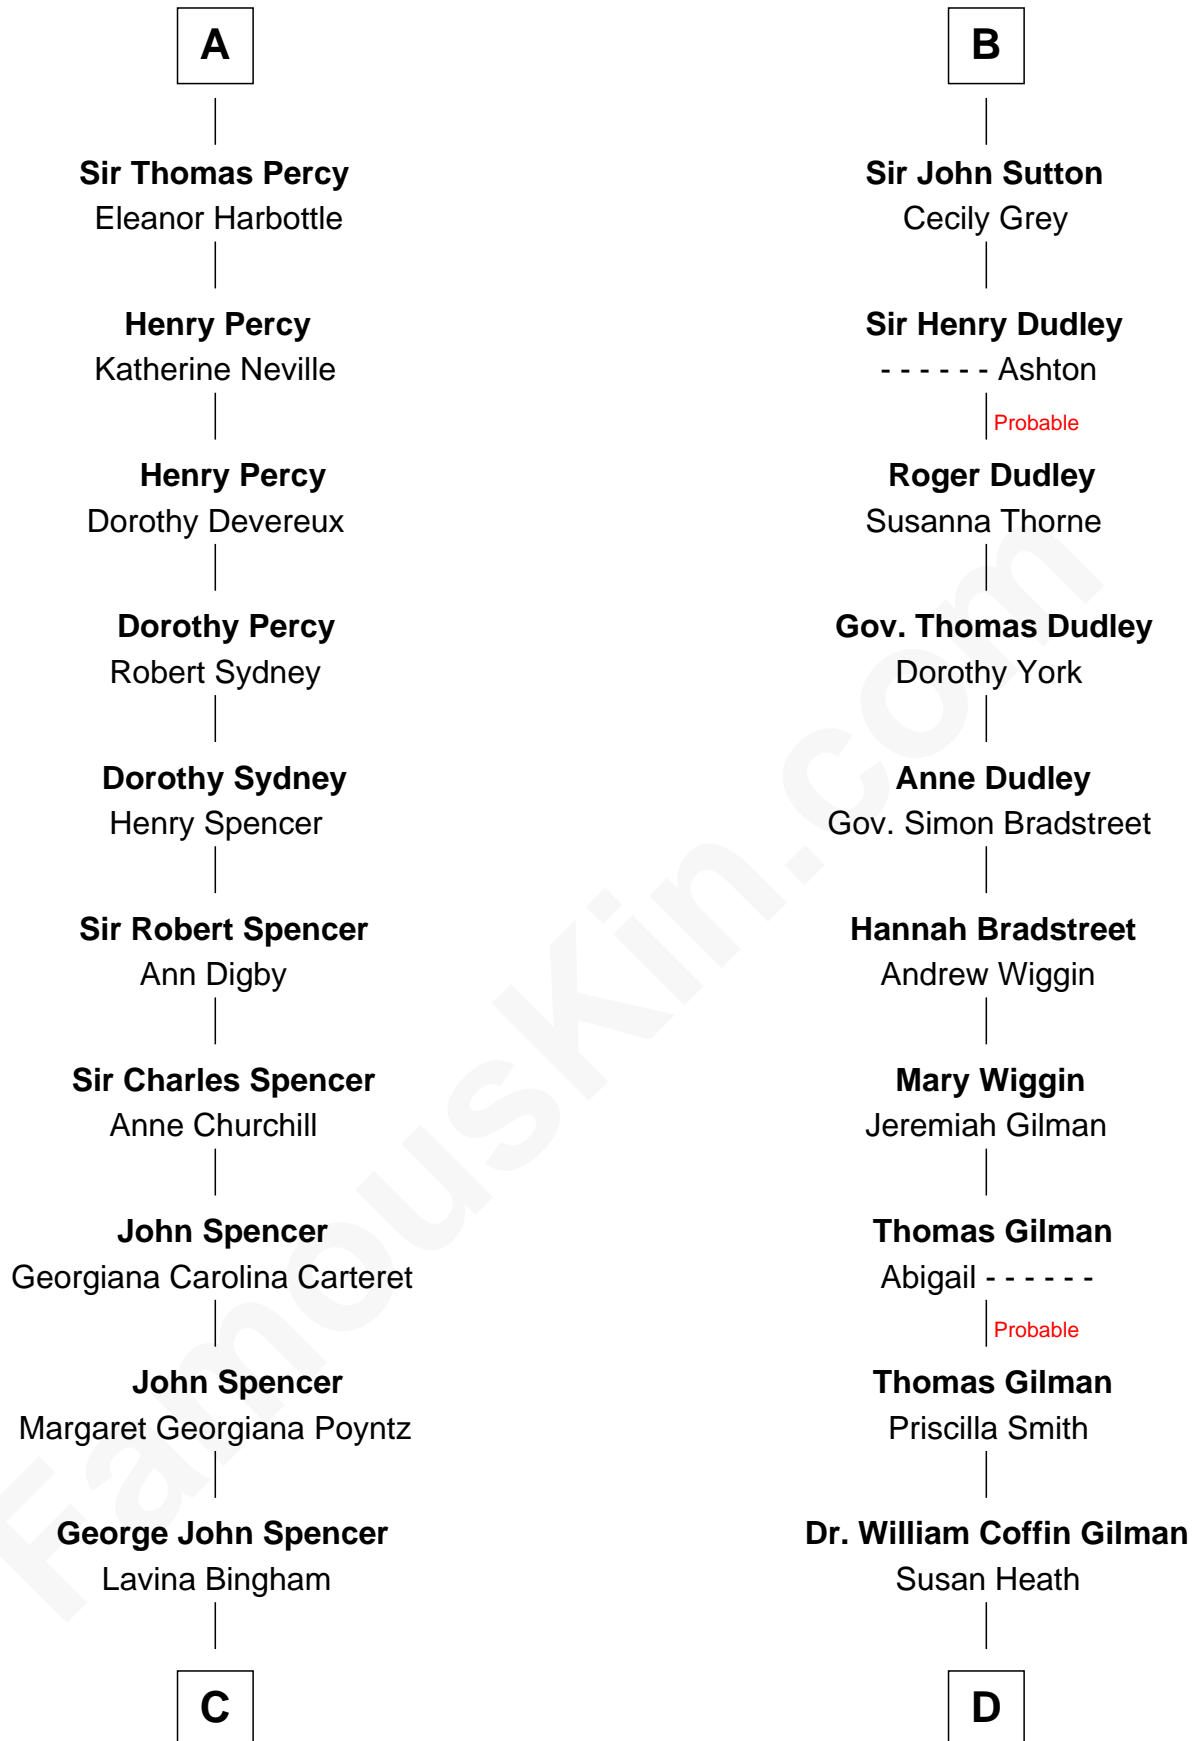 A
Sir Thomas Percy
Eleanor Harbottle
Henry Percy
Katherine Neville
Henry Percy
Dorothy Devereux
Dorothy Percy
Robert Sydney
Dorothy Sydney
Henry Spencer
Sir Robert Spencer
Ann Digby
Sir Charles Spencer
Anne Churchill
John Spencer
Georgiana Carolina Carteret
John Spencer
Margaret Georgiana Poyntz
George John Spencer
Lavina Bingham
C
B
Sir John Sutton
Cecily Grey
Sir Henry Dudley
- - - - - - Ashton
Probable
Roger Dudley
Susanna Thorne
Gov. Thomas Dudley
Dorothy York
Anne Dudley
Gov. Simon Bradstreet
Hannah Bradstreet
Andrew Wiggin
Mary Wiggin
Jeremiah Gilman
Thomas Gilman
Abigail - - - - - -
Probable
Thomas Gilman
Priscilla Smith
Dr. William Coffin Gilman
Susan Heath
D
FamousKin.com